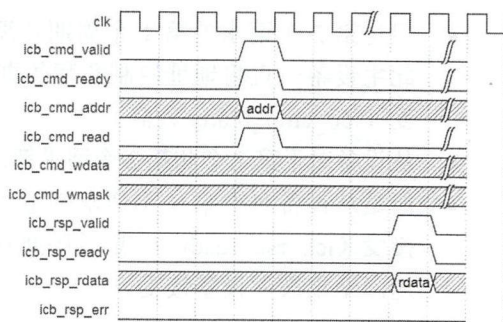 clk
icb_cmd_valid
icb_cmd_ready
icb_cmd_addr addr
icb_cmd_read
icb_cmd_wdata
icb_cmd_wmask
icb_rsp_valid
icb_rsp_ready
icb_rsp_rdata rdata
icb_rsp_err